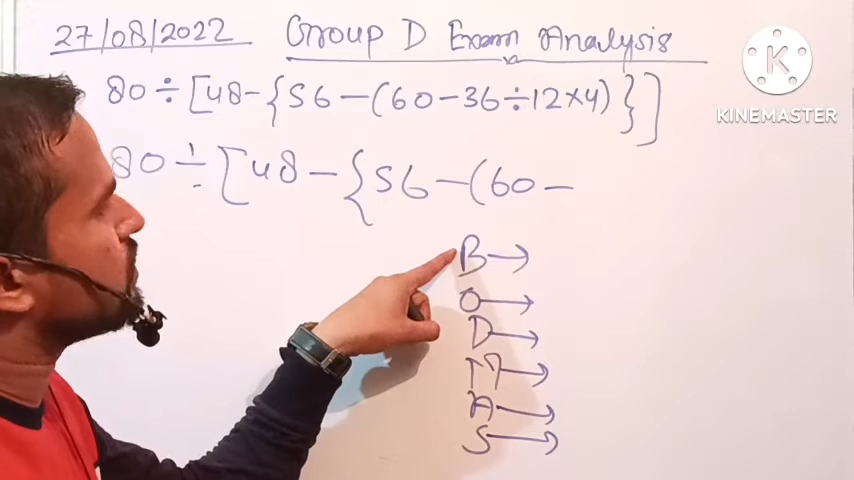 27/08/2022 Group D Exam Analysis
80÷[48-{56-(60-36÷12×4)}]
80÷[48-{56-(60-
B→
O→
D→
M→
A→
S→
K
KINEMASTER